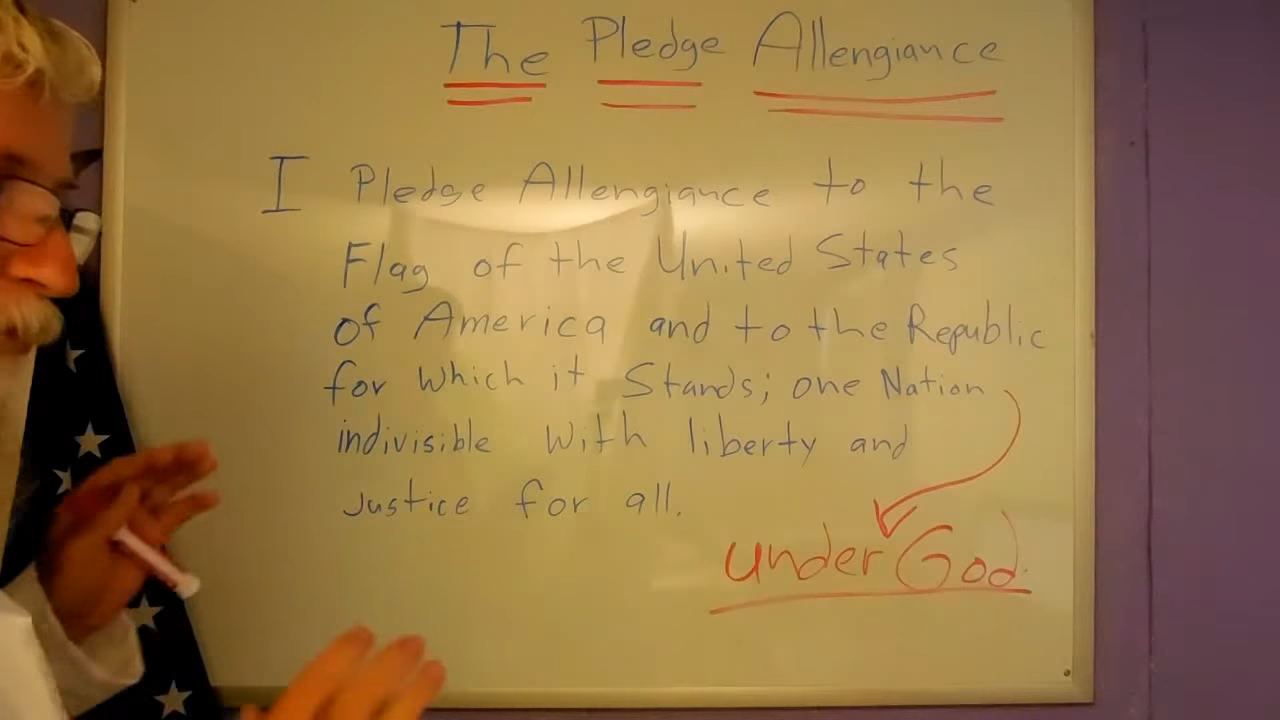 The Pledge Allengiance
I Pledge Allengiance to the
Flag of the United States
of America and to the Republic
for which it Stands; one Nation
indivisible with liberty and
Justice for all.
under God